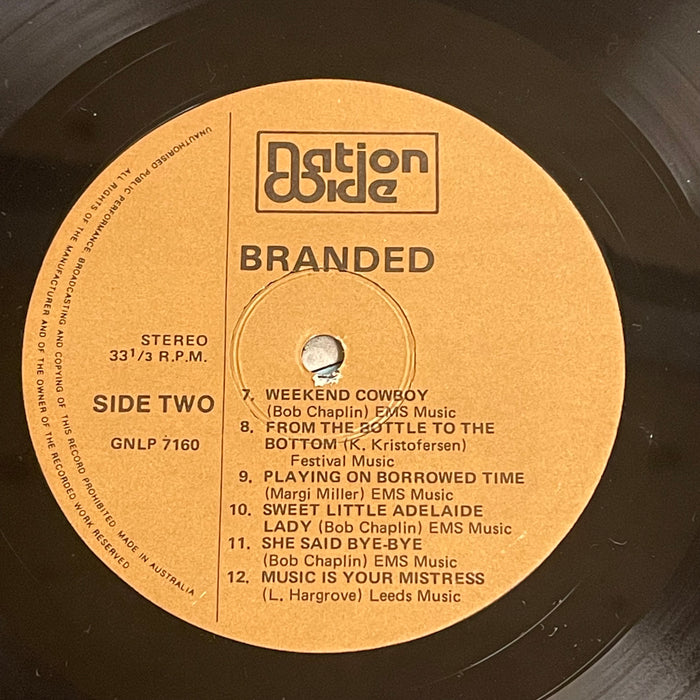 Nation
Wide
BRANDED
STEREO
33 1/3 R.P.M.
SIDE TWO
GNLP 7160
7. WEEKEND COWBOY
(Bob Chaplin) EMS Music
8. FROM THE BOTTLE TO THE
BOTTOM (K. Kristofersen)
Festival Music
9. PLAYING ON BORROWED TIME
(Margi Miller) EMS Music
10. SWEET LITTLE ADELAIDE
LADY (Bob Chaplin) EMS Music
11. SHE SAID BYE-BYE
(Bob Chaplin) EMS Music
12. MUSIC IS YOUR MISTRESS
(L. Hargrove) Leeds Music
UNAUTHORISED PUBLIC PERFORMANCE BROADCASTING AND COPYING OF THIS RECORD PROHIBITED. MADE IN AUSTRALIA
ALL RIGHTS OF THE MANUFACTURER AND OF THE OWNER OF THE RECORDED WORK RESERVED